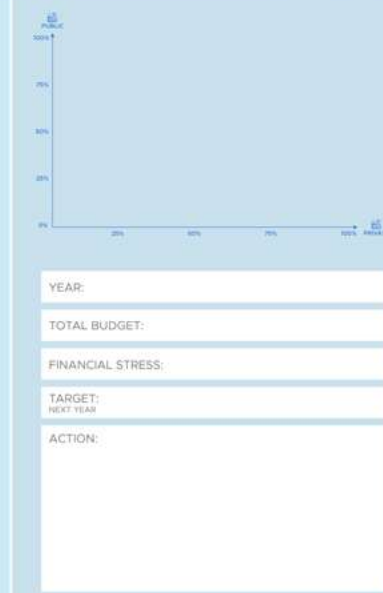 PUBLIC
100%
75%
50%
25%
0%
25%
50%
75%
100%
YEAR:
TOTAL BUDGET:
FINANCIAL STRESS:
TARGET:
NEXT YEAR
ACTION: